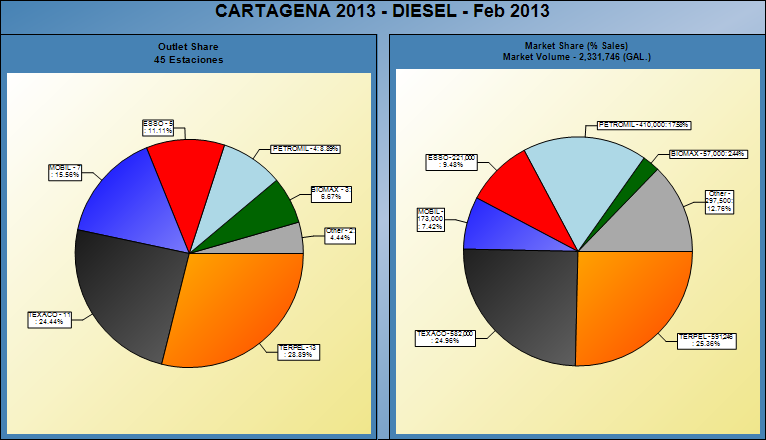 CARTAGENA 2013 - DIESEL - Feb 2013
Outlet Share
45 Estaciones
ESSO - 5
: 11.11%
PETROMIL - 4: 8.89%
MOBIL - 7
: 15.56%
BIOMAX - 3:
6.67%
Other - 2
: 4.44%
TEXACO - 11
: 24.44%
TERPEL - 13
: 28.89%
Market Share (% Sales)
Market Volume - 2,331,746 (GAL.)
PETROMIL - 410,000: 17.58%
BIOMAX - 57,000: 2.44%
ESSO - 221,000
: 9.48%
Other -
297,500:
12.76%
MOBIL -
173,000
: 7.42%
TEXACO - 582,000
: 24.96%
TERPEL - 591,246
: 25.36%